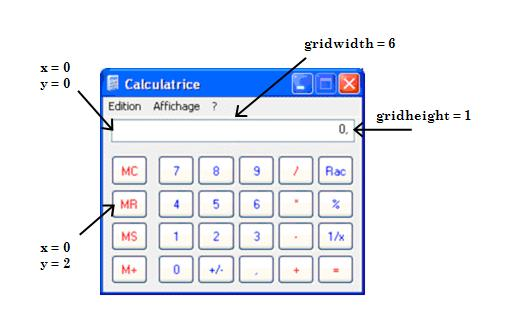 gridwidth = 6
x = 0
y = 0
Calculatrice
Edition Affichage ?
gridheight = 1
0,
MC 7 8 9 / Rac
MR 4 5 6 * %
MS 1 2 3 - 1/x
M+ 0 +/- , + =
x = 0
y = 2